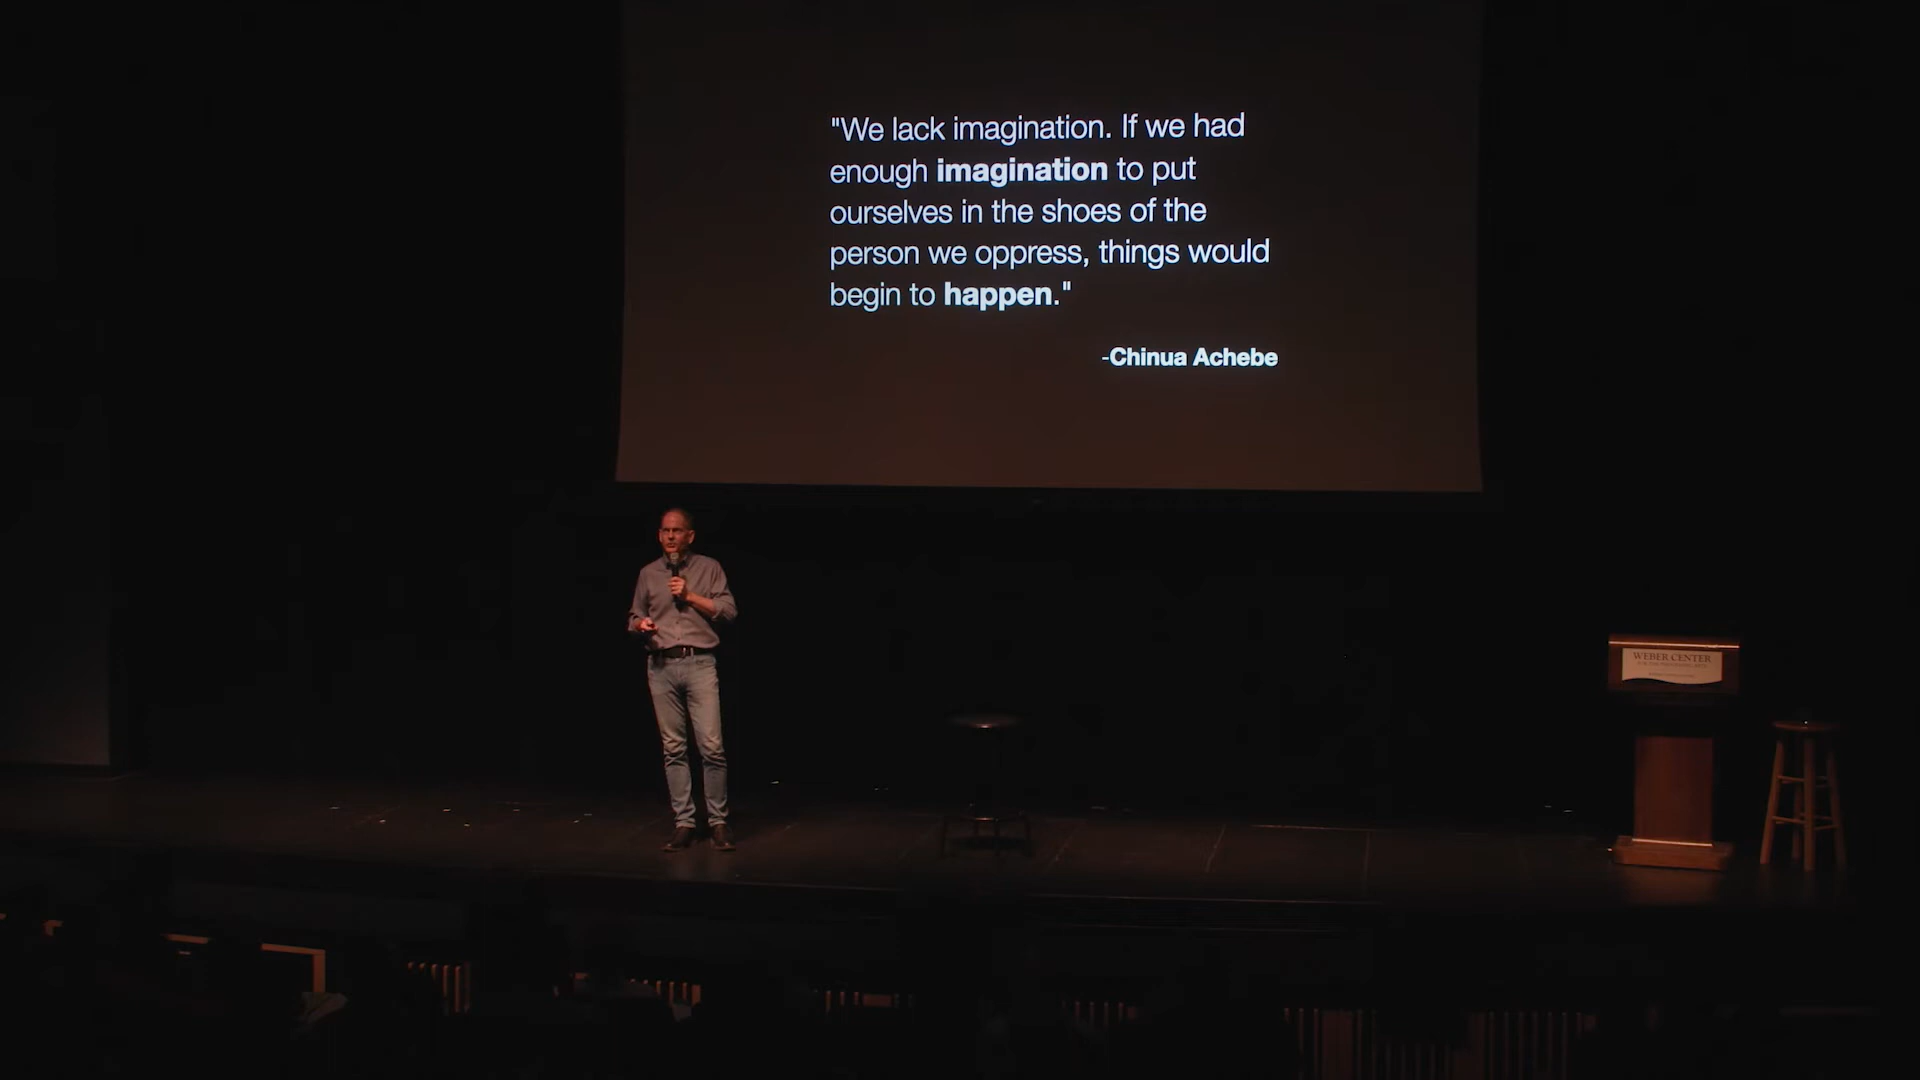 "We lack imagination. If we had
enough imagination to put
ourselves in the shoes of the
person we oppress, things would
begin to happen."
-Chinua Achebe
WEBER CENTER